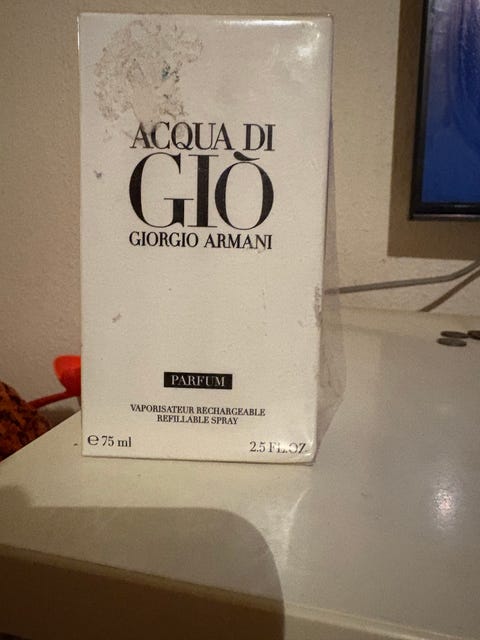 ACQUA DI
GIÒ
GIORGIO ARMANI
PARFUM
VAPORISATEUR RECHARGEABLE
REFILLABLE SPRAY
℮ 75 ml
2.5 FL.OZ